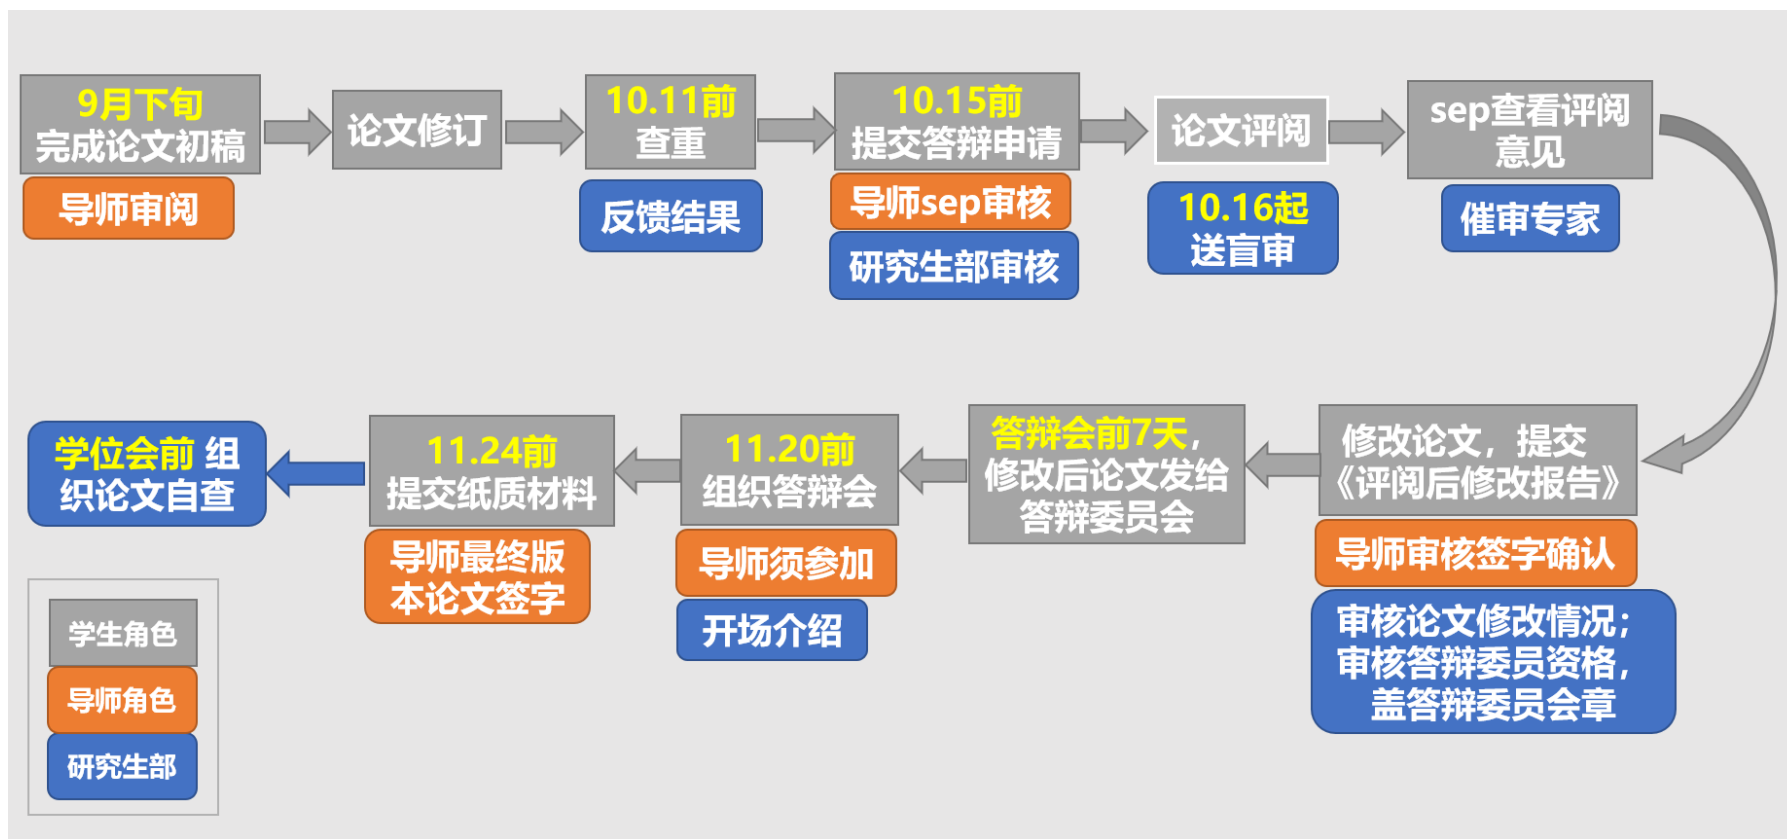 9月下旬
完成论文初稿
导师审阅
论文修订
10.11前
查重
反馈结果
10.15前
提交答辩申请
导师sep审核
研究生部审核
论文评阅
10.16起
送盲审
sep查看评阅
意见
催审专家
修改论文，提交
《评阅后修改报告》
导师审核签字确认
审核论文修改情况；
审核答辩委员资格，
盖答辩委员会章
答辩会前7天，
修改后论文发给
答辩委员会
11.20前
组织答辩会
导师须参加
开场介绍
11.24前
提交纸质材料
导师最终版
本论文签字
学位会前 组
织论文自查
学生角色
导师角色
研究生部